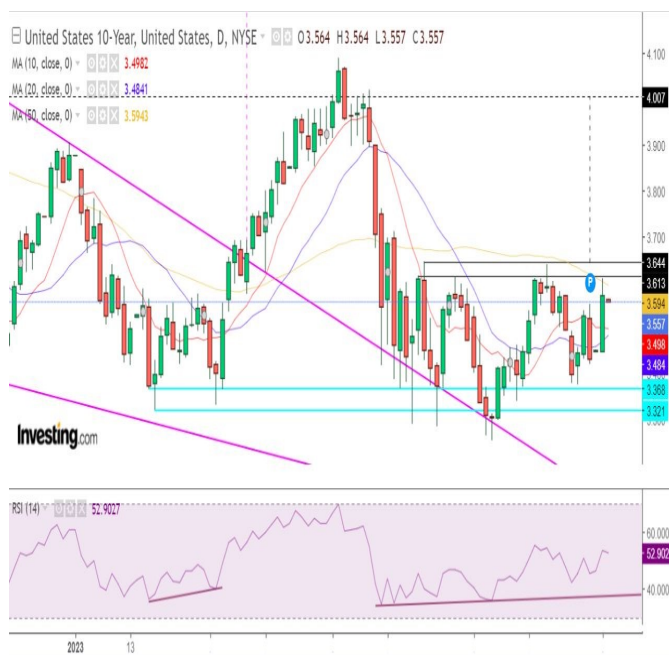 United States 10-Year, United States, D, NYSE O3.564 H3.564 L3.557 C3.557
MA (10, close, 0) 3.4982
MA (20, close, 0) 3.4841
MA (50, close, 0) 3.5943
4.100
4.007
3.900
3.800
3.700
3.644
3.613
3.594
3.557
3.498
3.484
3.368
3.321
P
Investing.com
RSI (14) 52.9027
60.000
52.902
40.000
2023 13